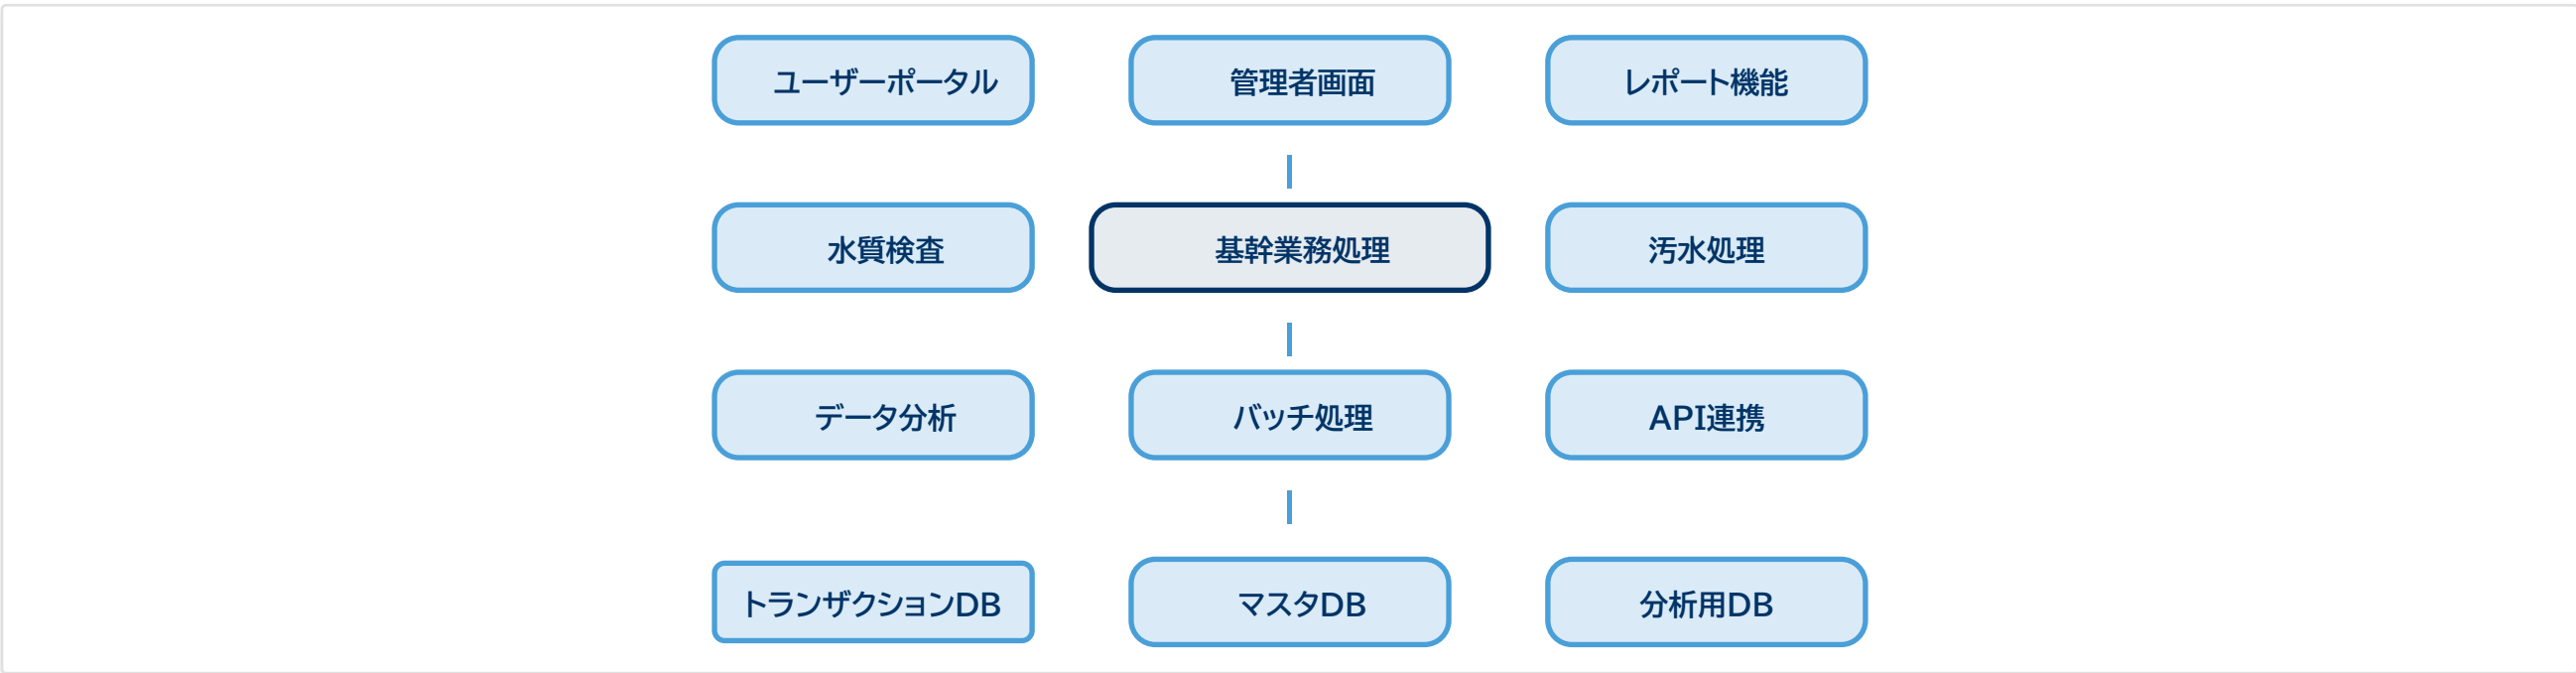 ユーザーポータル
管理者画面
レポート機能
水質検査
基幹業務処理
汚水処理
データ分析
バッチ処理
API連携
トランザクションDB
マスタDB
分析用DB